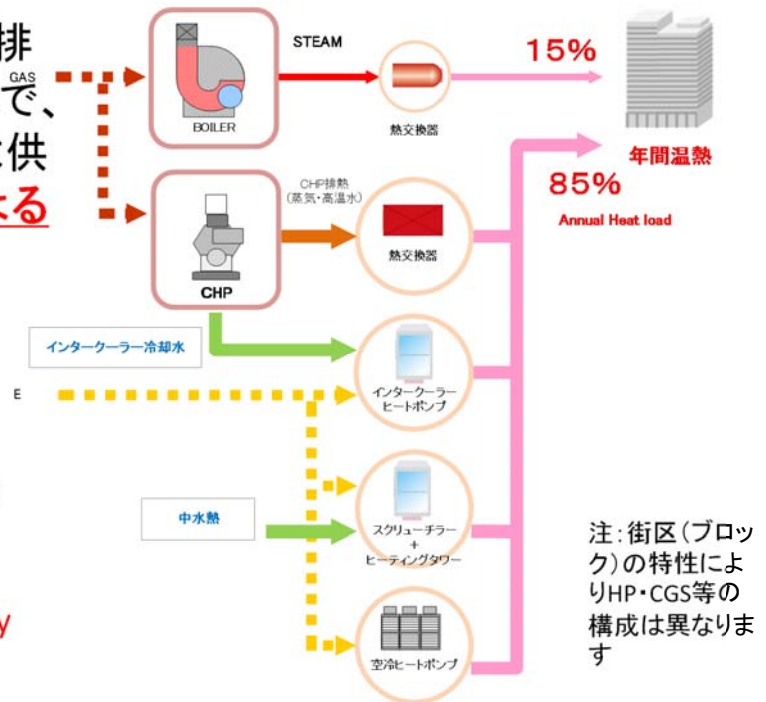 排
GAS
で、
供
よる
BOILER
STEAM
熱交換器
15%
年間温熱
85%
Annual Heat load
CHP排熱
(蒸気・高温水)
熱交換器
CHP
インタークーラー冷却水
E
インタークーラー
ヒートポンプ
中水熱
スクリューチラー
+
ヒーティングタワー
空冷ヒートポンプ
y
注:街区(ブロッ
ク)の特性によ
りHP・CGS等の
構成は異なりま
す